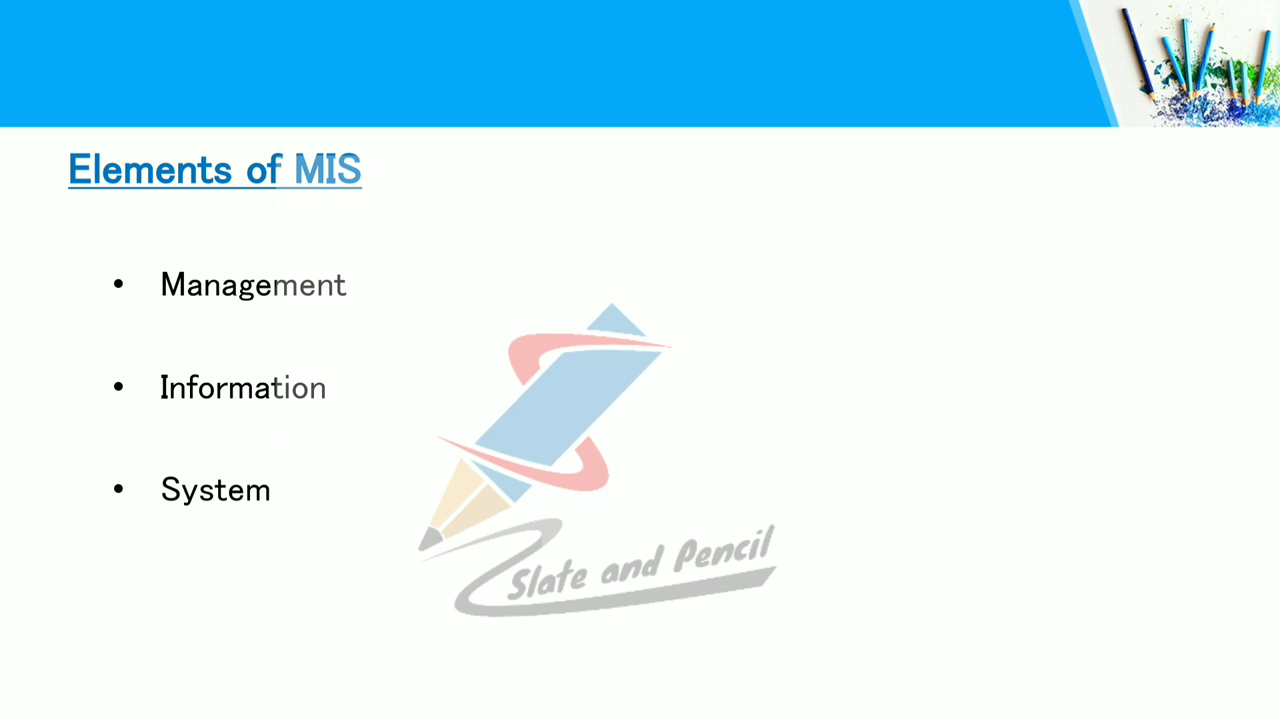 Elements of MIS
• Management
• Information
• System
Slate and Pencil